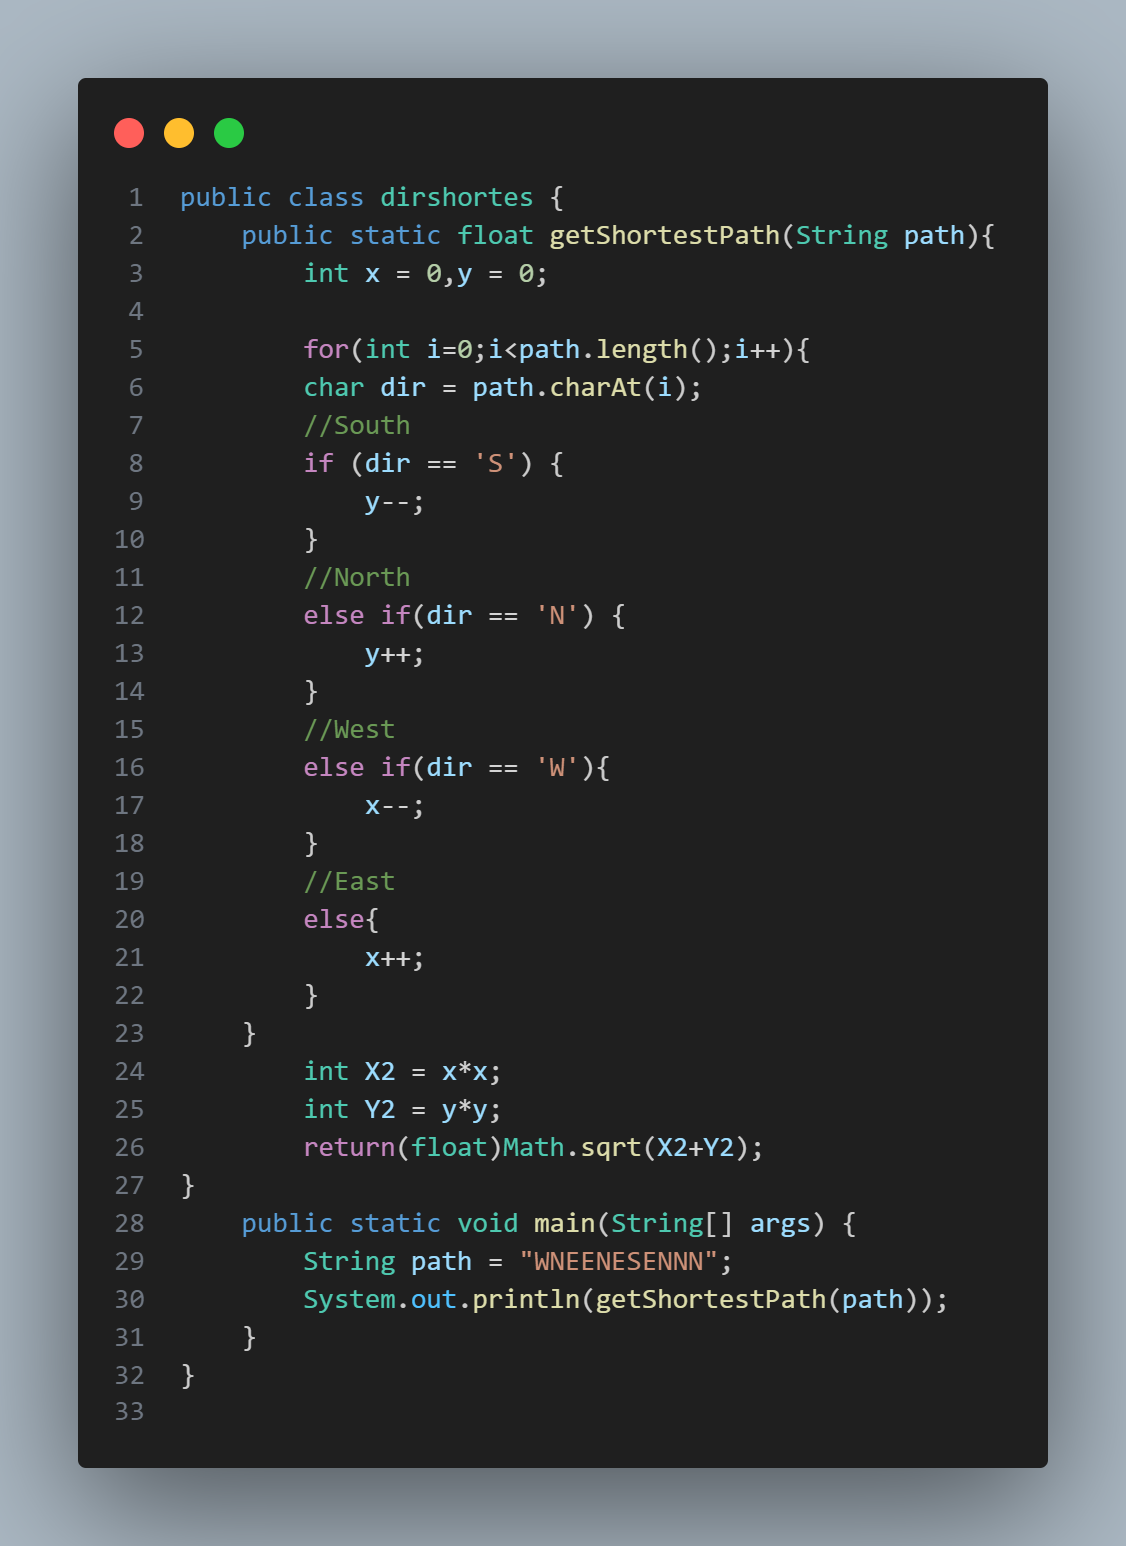 1 public class dirshortes {
2     public static float getShortestPath(String path){
3         int x = 0,y = 0;
4
5         for(int i=0;i<path.length();i++){
6         char dir = path.charAt(i);
7         //South
8         if (dir == 'S') {
9             y--;
10         }
11         //North
12         else if(dir == 'N') {
13             y++;
14         }
15         //West
16         else if(dir == 'W'){
17             x--;
18         }
19         //East
20         else{
21             x++;
22         }
23     }
24         int X2 = x*x;
25         int Y2 = y*y;
26         return(float)Math.sqrt(X2+Y2);
27 }
28     public static void main(String[] args) {
29         String path = "WNEENESENNN";
30         System.out.println(getShortestPath(path));
31     }
32 }
33